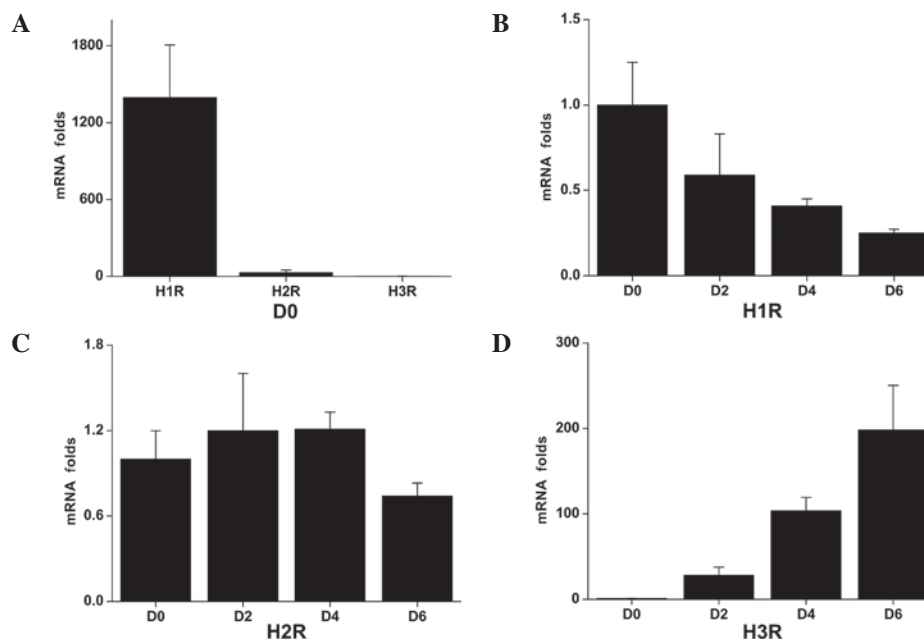 A
1800
1200
600
0
mRNA folds
H1R H2R H3R
D0
B
1.5
1.0
0.5
0.0
mRNA folds
D0 D2 D4 D6
H1R
C
1.8
1.2
0.6
0.0
mRNA folds
D0 D2 D4 D6
H2R
D
300
200
100
0
mRNA folds
D0 D2 D4 D6
H3R